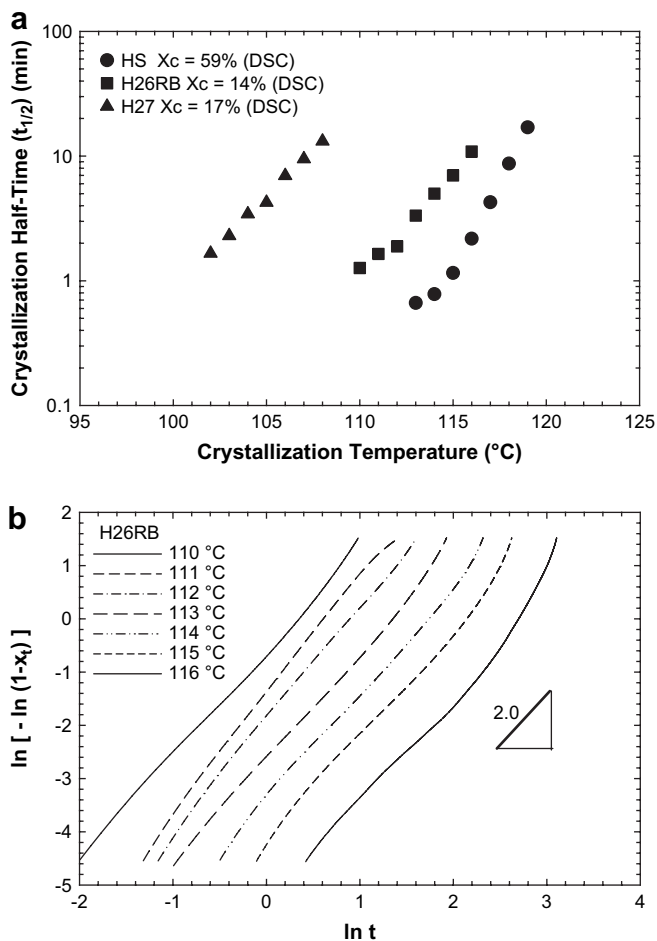 a
100
HS Xc = 59% (DSC)
H26RB Xc = 14% (DSC)
H27 Xc = 17% (DSC)
10
1
0.1
Crystallization Half-Time (t1/2) (min)
95 100 105 110 115 120 125
Crystallization Temperature (°C)
b
2
H26RB
110 °C
111 °C
112 °C
113 °C
114 °C
115 °C
116 °C
1
0
-1
-2
-3
-4
-5
ln [ - ln (1-xt) ]
2.0
-2 -1 0 1 2 3 4
ln t